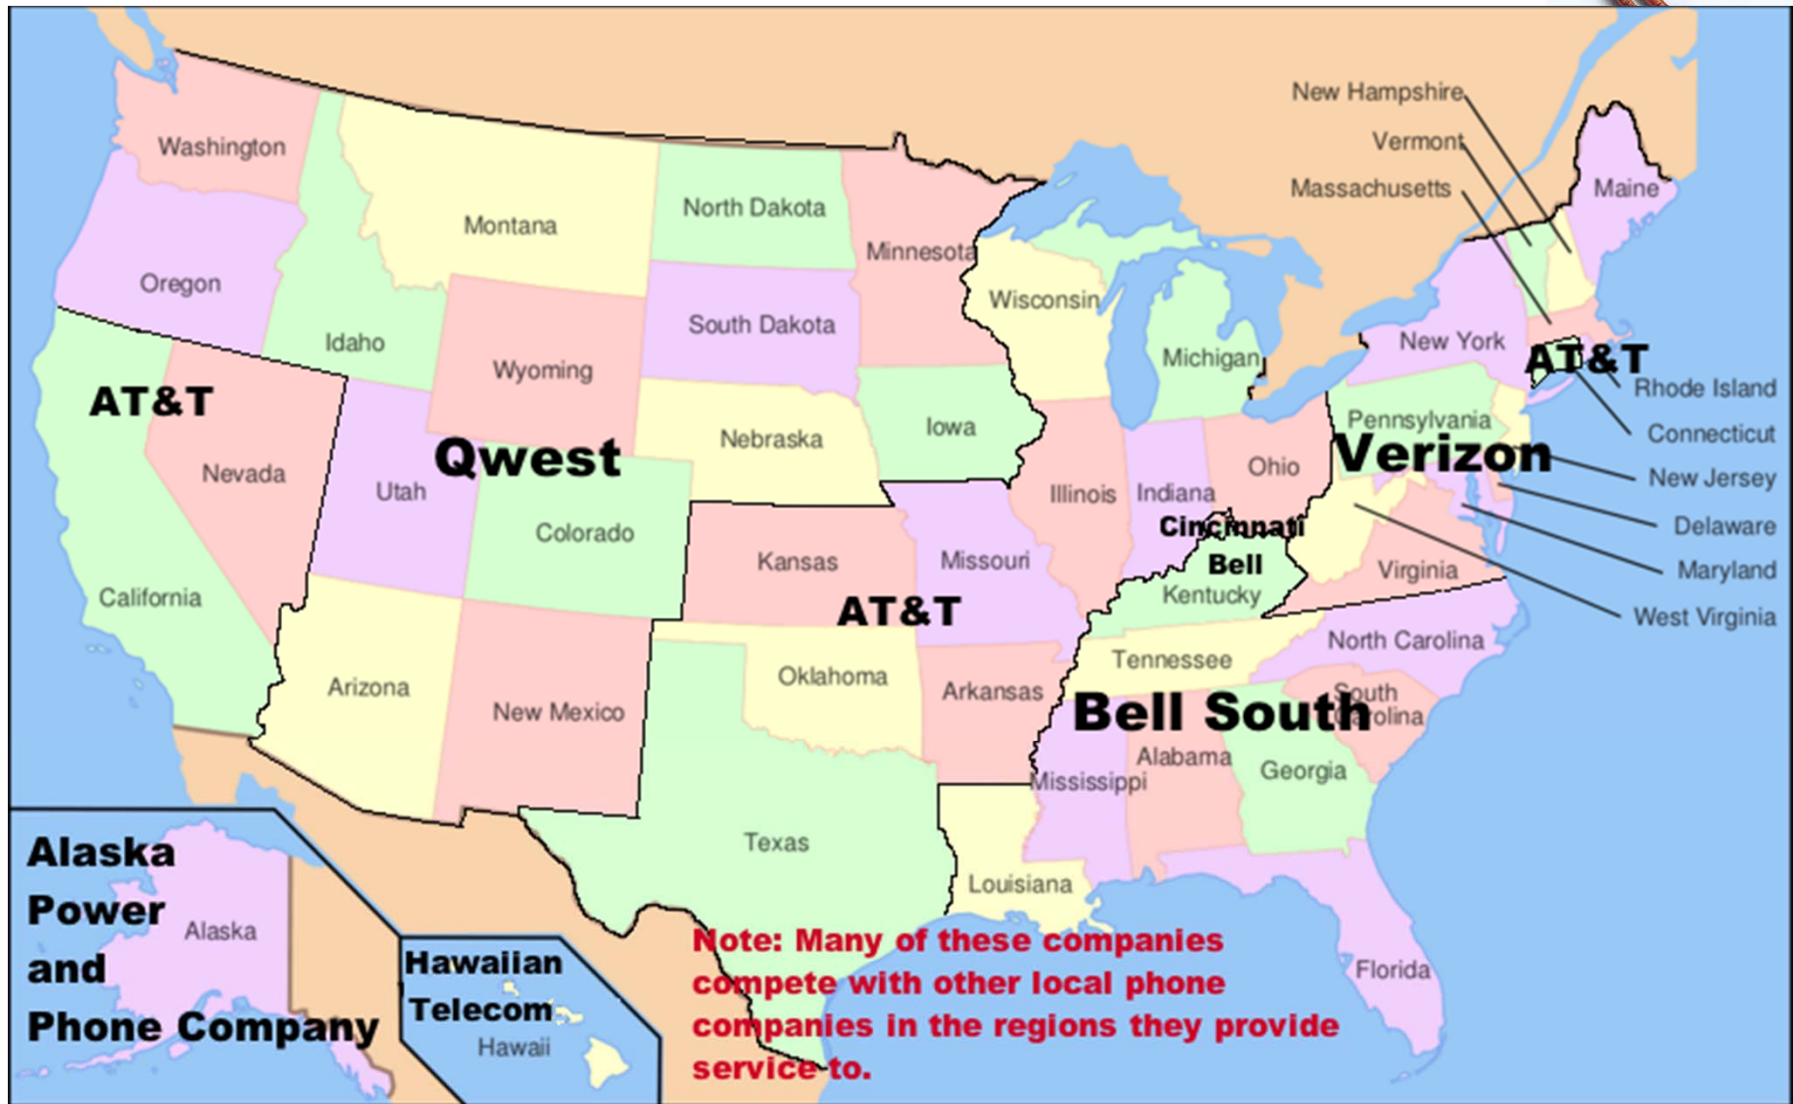 New Hampshire
Vermont
Massachusetts
Maine
Washington
Montana
North Dakota
Minnesota
Oregon
Idaho
Wyoming
South Dakota
Wisconsin
Michigan
New York
AT&T
Rhode Island
AT&T
Nebraska
Iowa
Pennsylvania
Connecticut
Qwest
Verizon
Nevada
Utah
Colorado
Illinois
Indiana
Ohio
New Jersey
Cincinnati
Bell
Delaware
Kansas
Missouri
Virginia
Maryland
California
Kentucky
AT&T
West Virginia
Arizona
New Mexico
Oklahoma
Arkansas
Tennessee
North Carolina
South
Carolina
Bell South
Mississippi
Alabama
Georgia
Texas
Louisiana
Florida
Alaska
Power
and
Phone Company
Alaska
Hawaiian
Telecom
Hawaii
Note: Many of these companies
compete with other local phone
companies in the regions they provide
service to.